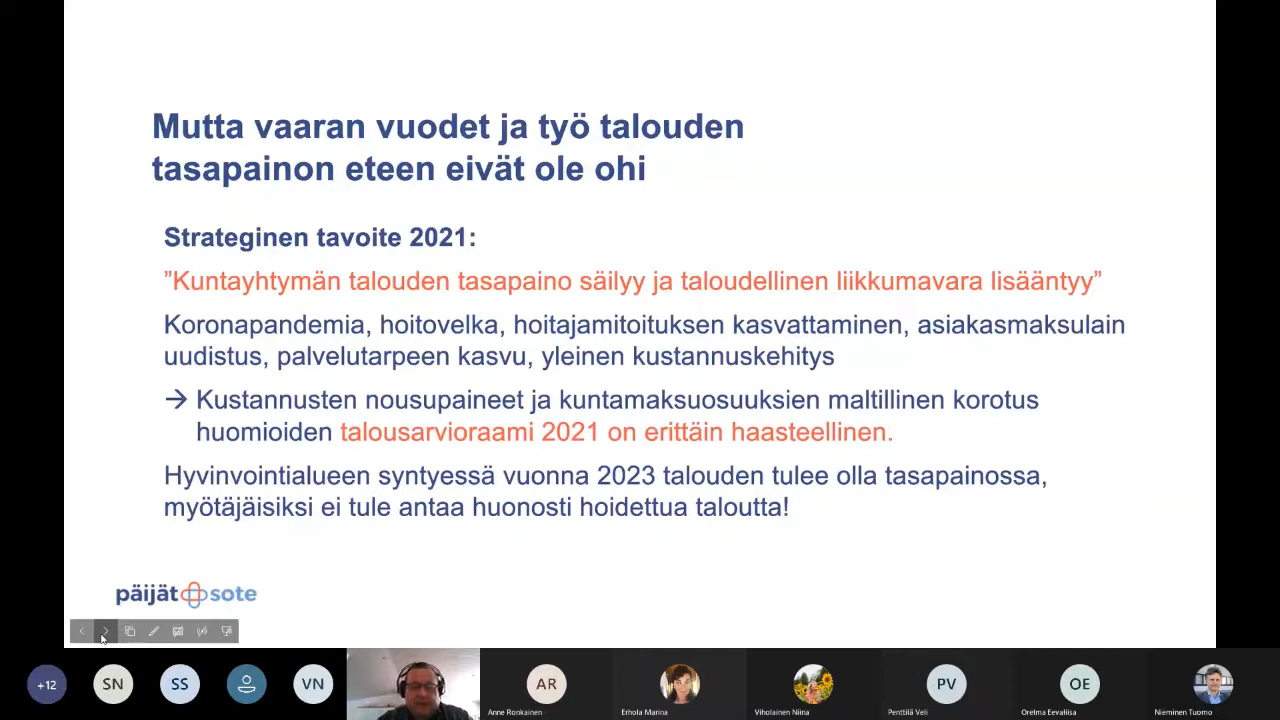 Mutta vaaran vuodet ja työ talouden
tasapainon eteen eivät ole ohi
Strateginen tavoite 2021:
”Kuntayhtymän talouden tasapaino säilyy ja taloudellinen liikkumavara lisääntyy”
Koronapandemia, hoitovelka, hoitajamitoituksen kasvattaminen, asiakasmaksulain
uudistus, palvelutarpeen kasvu, yleinen kustannuskehitys
→ Kustannusten nousupaineet ja kuntamaksuosuuksien maltillinen korotus
huomioiden talousarvioraami 2021 on erittäin haasteellinen.
Hyvinvointialueen syntyessä vuonna 2023 talouden tulee olla tasapainossa,
myötäjäisiksi ei tule antaa huonosti hoidettua taloutta!
päijät sote
+12 SN SS VN AR PV OE
Anne Ronkainen Erhola Marina Viholainen Niina Penttilä Veli Orelma Eevaliisa Nieminen Tuomo